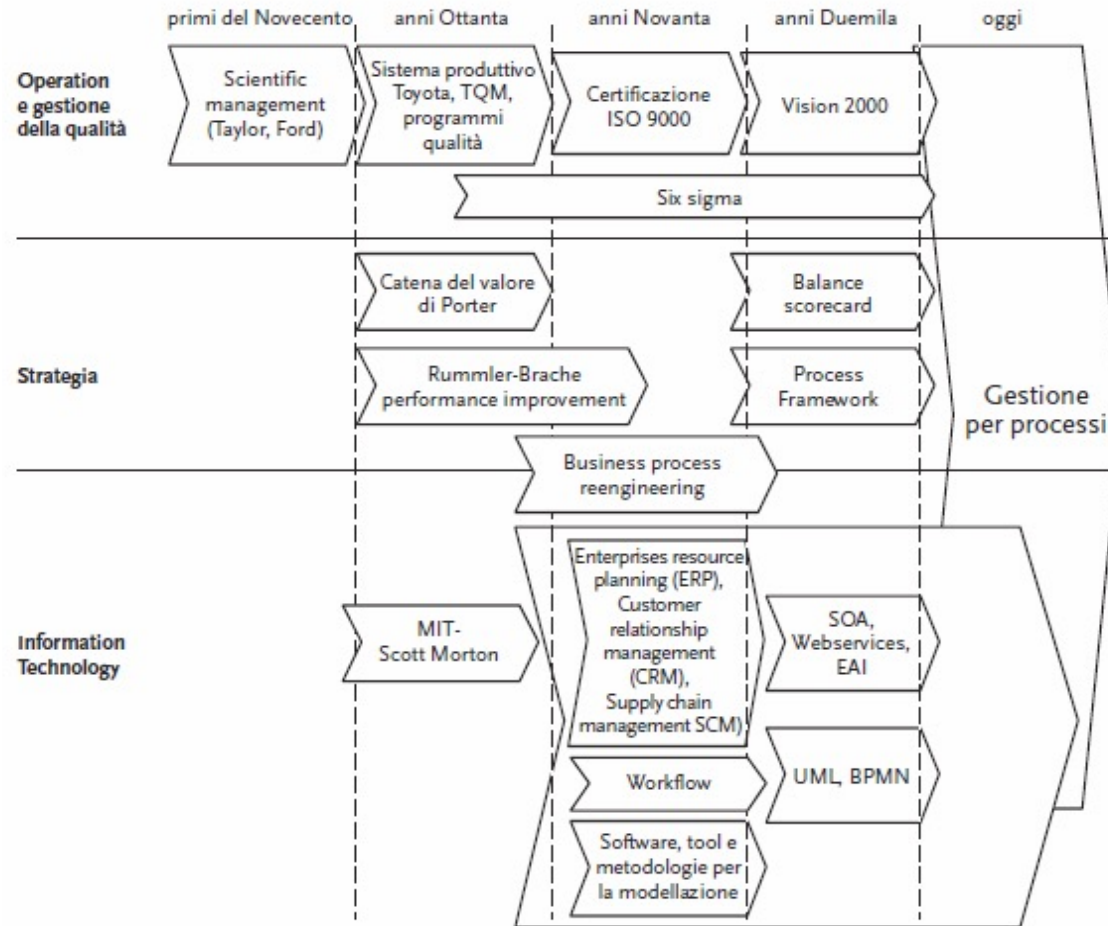 primi del Novecento
anni Ottanta
anni Novanta
anni Duemila
oggi
Operation
e gestione
della qualità
Scientific
management
(Taylor, Ford)
Sistema produttivo
Toyota, TQM,
programmi
qualità
Certificazione
ISO 9000
Vision 2000
Six sigma
Strategia
Catena del valore
di Porter
Balance
scorecard
Rummler-Brache
performance improvement
Process
Framework
Gestione
per processi
Business process
reengineering
Information
Technology
MIT-
Scott Morton
Enterprises resource
planning (ERP),
Customer
relationship
management
(CRM),
Supply chain
management SCM)
SOA,
Webservices,
EAI
Workflow
UML, BPMN
Software, tool e
metodologie per
la modellazione